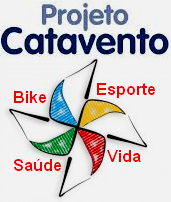 Projeto
Catavento
Bike Esporte
Saúde Vida